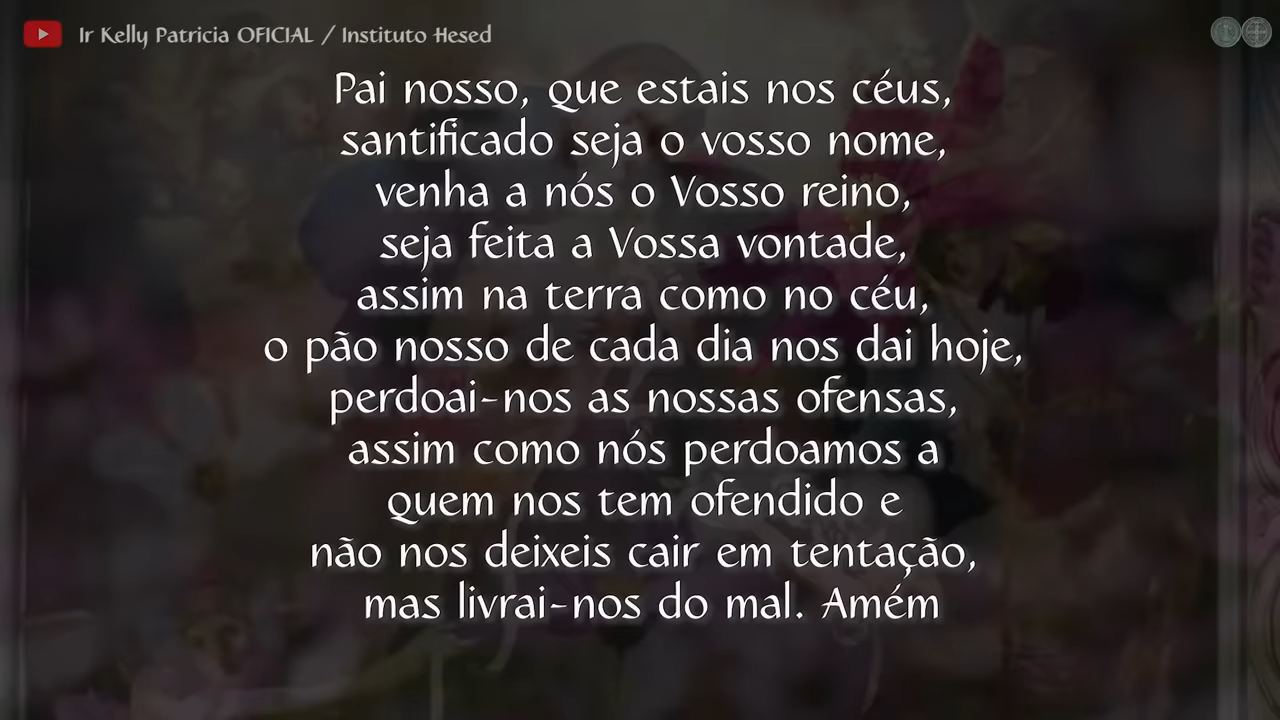 Ir Kelly Patricia OFICIAL / Instituto Hesed
Pai nosso, que estais nos céus,
santificado seja o vosso nome,
venha a nós o Vosso reino,
seja feita a Vossa vontade,
assim na terra como no céu,
o pão nosso de cada dia nos dai hoje,
perdoai-nos as nossas ofensas,
assim como nós perdoamos a
quem nos tem ofendido e
não nos deixeis cair em tentação,
mas livrai-nos do mal. Amém